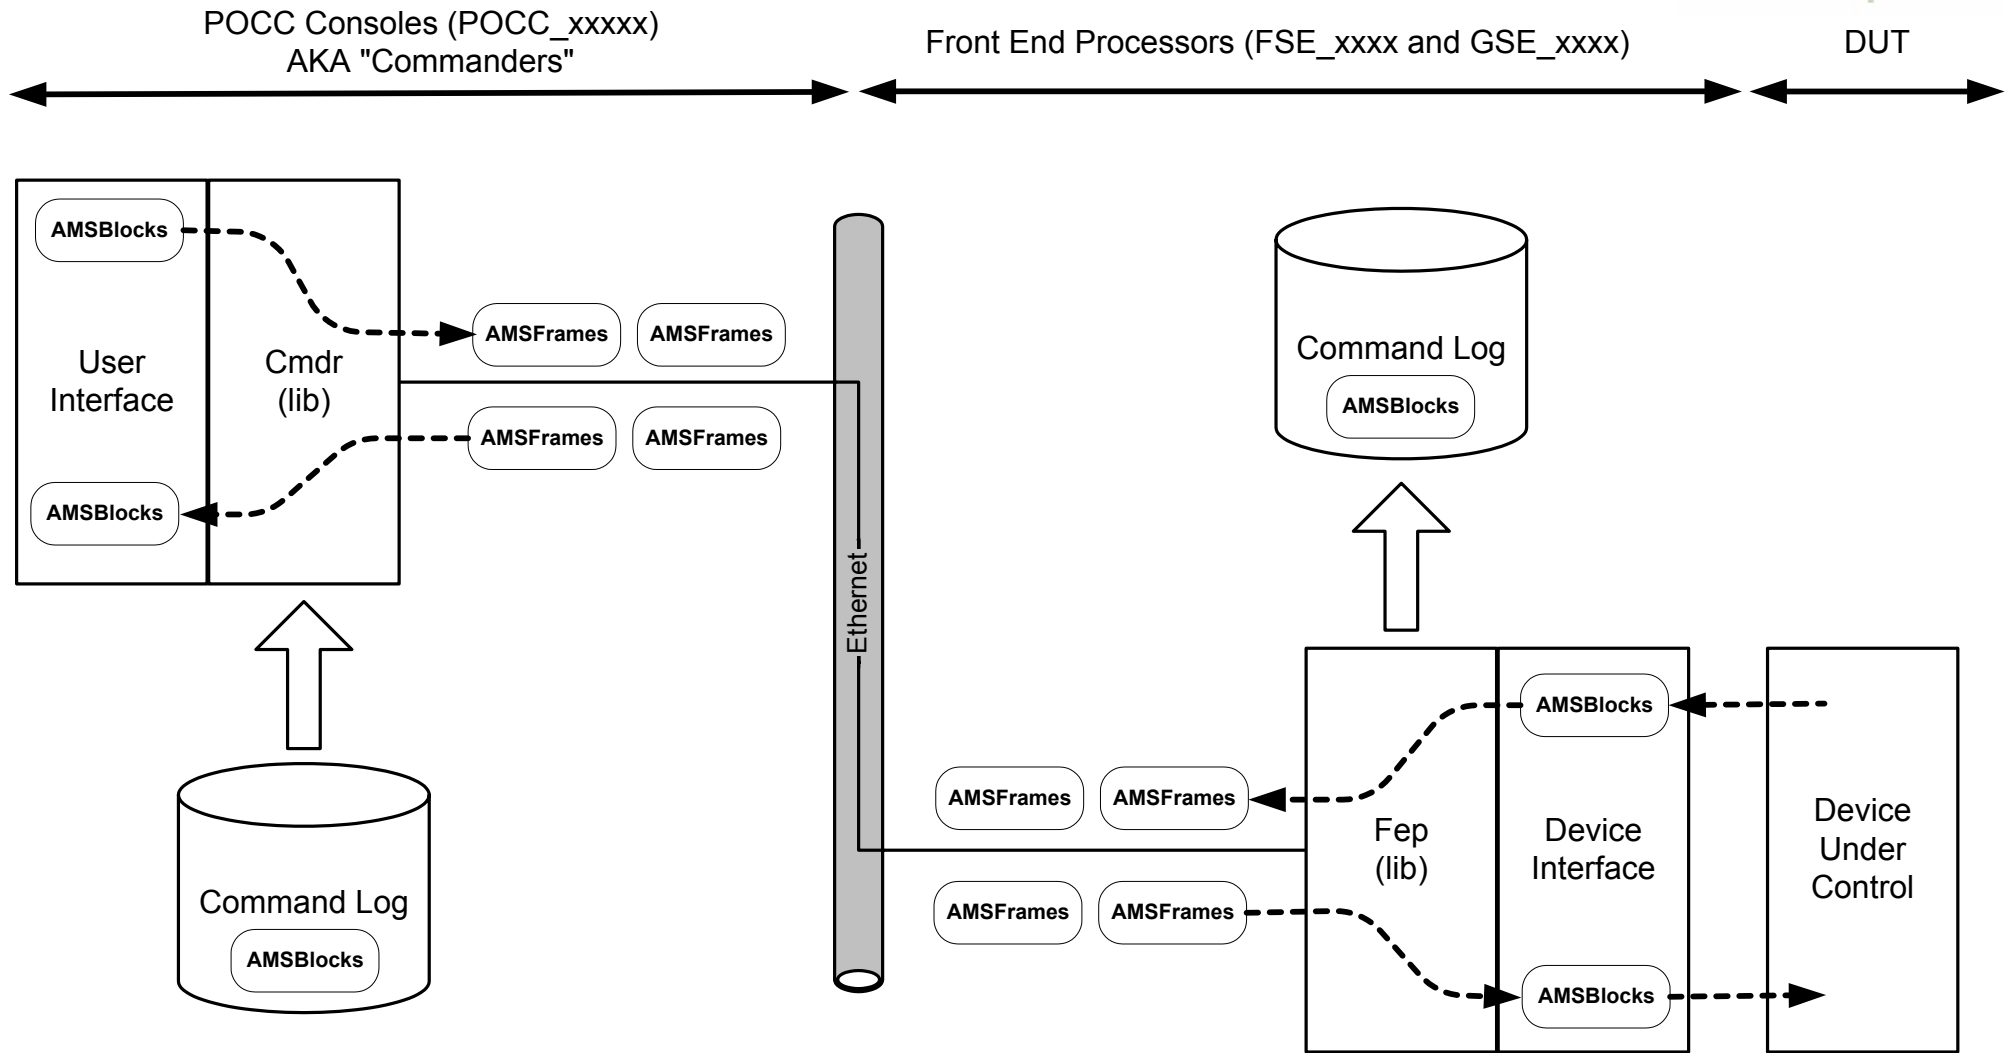 POCC Consoles (POCC_xxxxx)
AKA "Commanders"
Front End Processors (FSE_xxxx and GSE_xxxx)
DUT
AMSBlocks
User
Interface
AMSBlocks
Cmdr
(lib)
AMSFrames
AMSFrames
AMSFrames
AMSFrames
Command Log
AMSBlocks
Ethernet
Command Log
AMSBlocks
AMSFrames
AMSFrames
AMSFrames
AMSFrames
Fep
(lib)
AMSBlocks
Device
Interface
AMSBlocks
Device
Under
Control